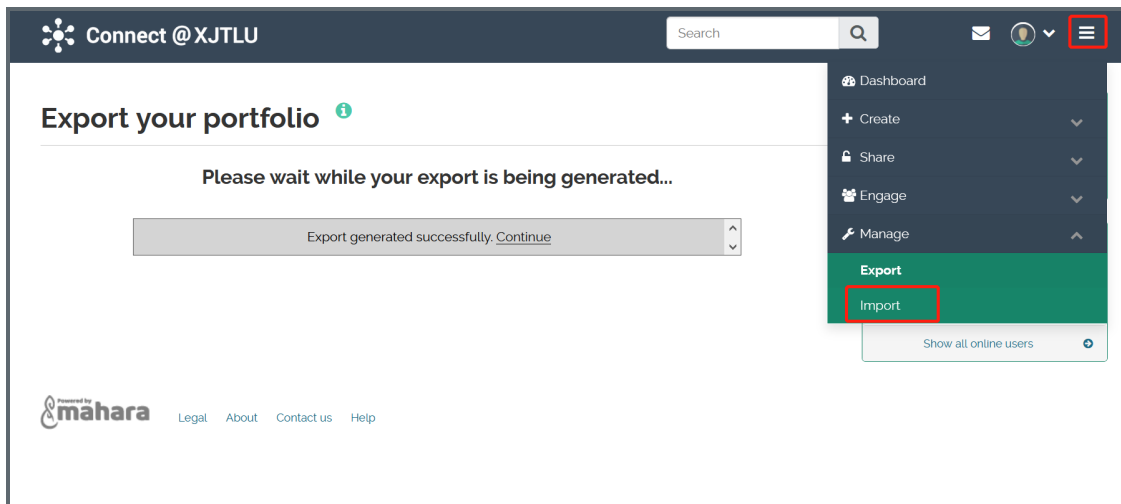 Connect @ XJTLU
Search
Dashboard
Create
Share
Engage
Manage
Export
Import
Export your portfolio
Please wait while your export is being generated...
Export generated successfully. Continue
Show all online users
Powered by
mahara
Legal About Contact us Help